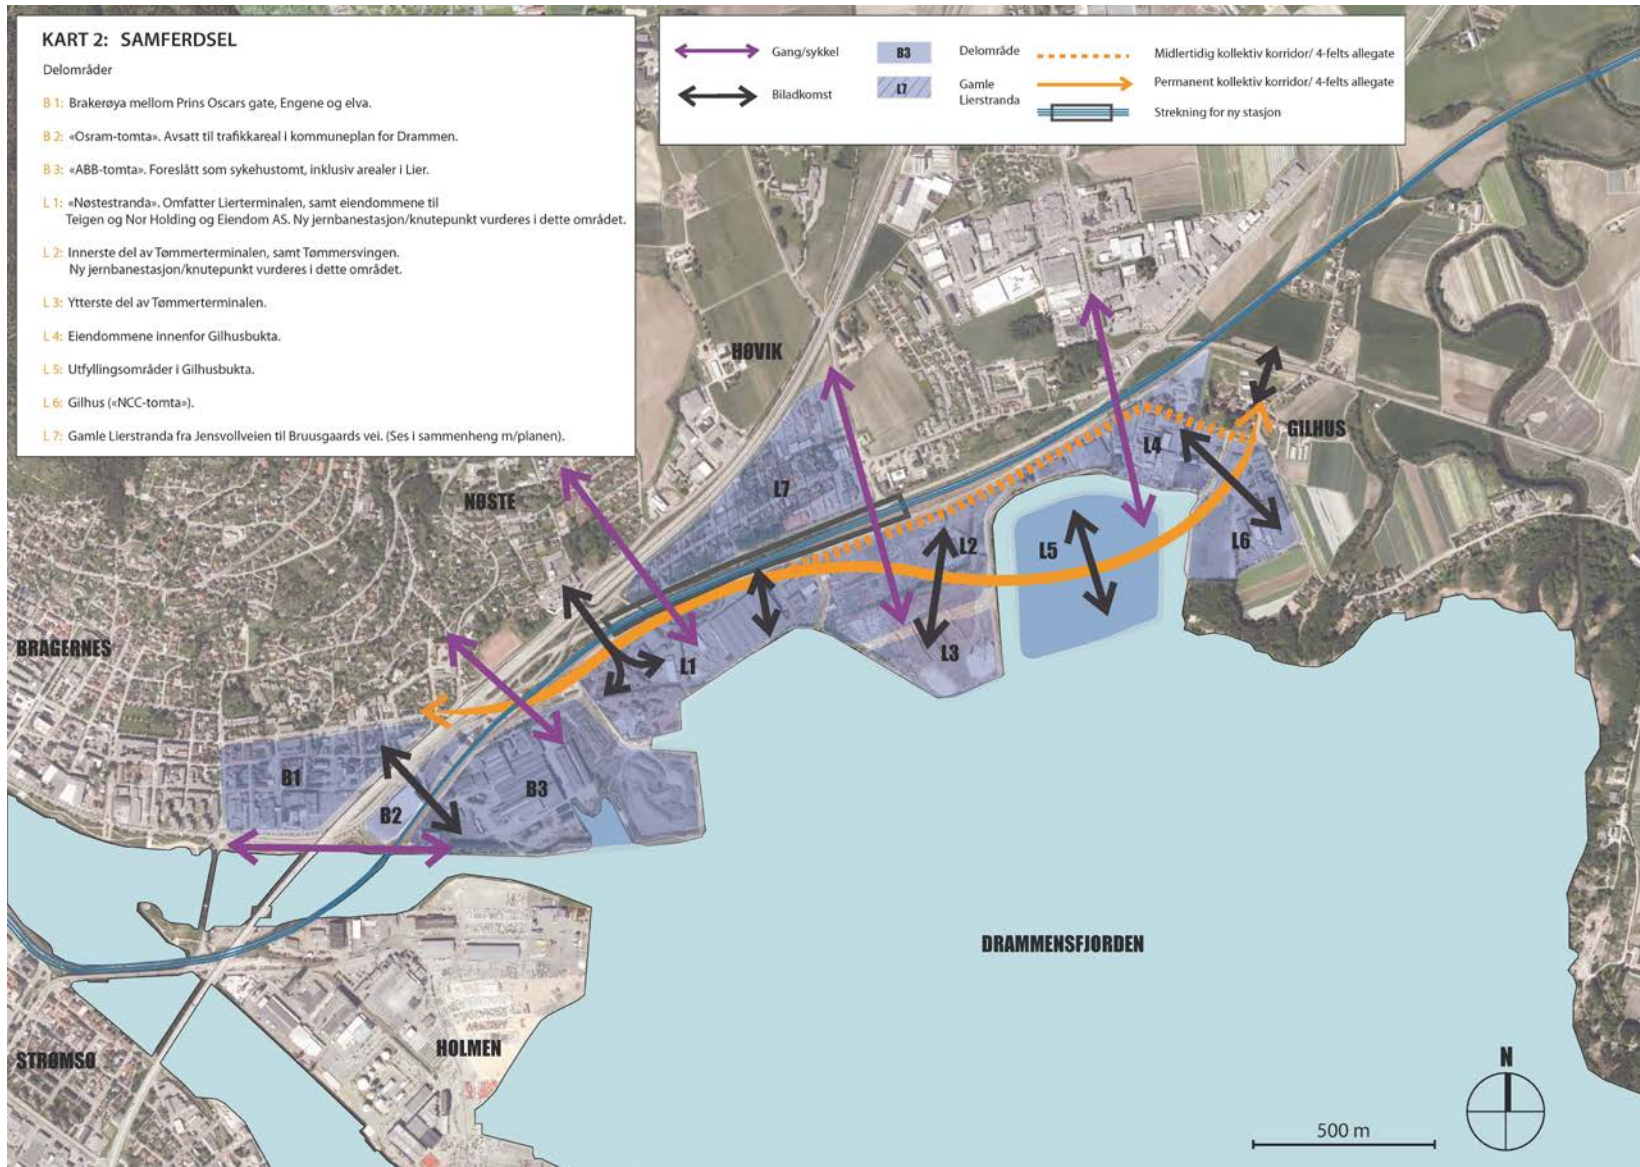 KART 2: SAMFERDSEL
Delområder
B 1: Brakerøya mellom Prins Oscars gate, Engene og elva.
B 2: «Osram-tomta». Avsatt til trafikkareal i kommuneplan for Drammen.
B 3: «ABB-tomta». Foreslått som sykehustomt, inklusiv arealer i Lier.
L 1: «Nøstestranda». Omfatter Lierterminalen, samt eiendommene til
Teigen og Nor Holding og Eiendom AS. Ny jernbanestasjon/knutepunkt vurderes i dette området.
L 2: Innerste del av Tømmerterminalen, samt Tømmersvingen.
Ny jernbanestasjon/knutepunkt vurderes i dette området.
L 3: Ytterste del av Tømmerterminalen.
L 4: Eiendommene innenfor Gilhusbukta.
L 5: Utfyllingsområder i Gilhusbukta.
L 6: Gilhus («NCC-tomta»).
L 7: Gamle Lierstranda fra Jensvollveien til Bruusgaards vei. (Ses i sammenheng m/planen).
Gang/sykkel
Biladkomst
B3
Delområde
L7
Gamle
Lierstranda
Midlertidig kollektiv korridor/ 4-felts allegate
Permanent kollektiv korridor/ 4-felts allegate
Strekning for ny stasjon
HØVIK
GILHUS
L4
L7
NØSTE
L2
L5
L6
BRAGERNES
L1
L3
B1
B2
B3
DRAMMENSFJORDEN
HOLMEN
STRØMSØ
N
500 m